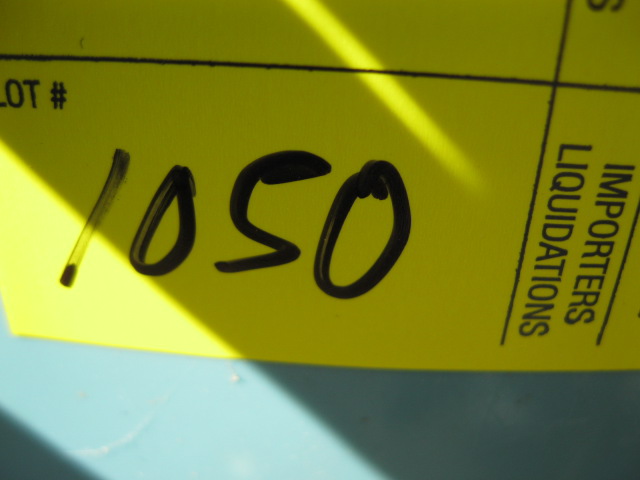 LOT #
1050
IMPORTERS
LIQUIDATIONS